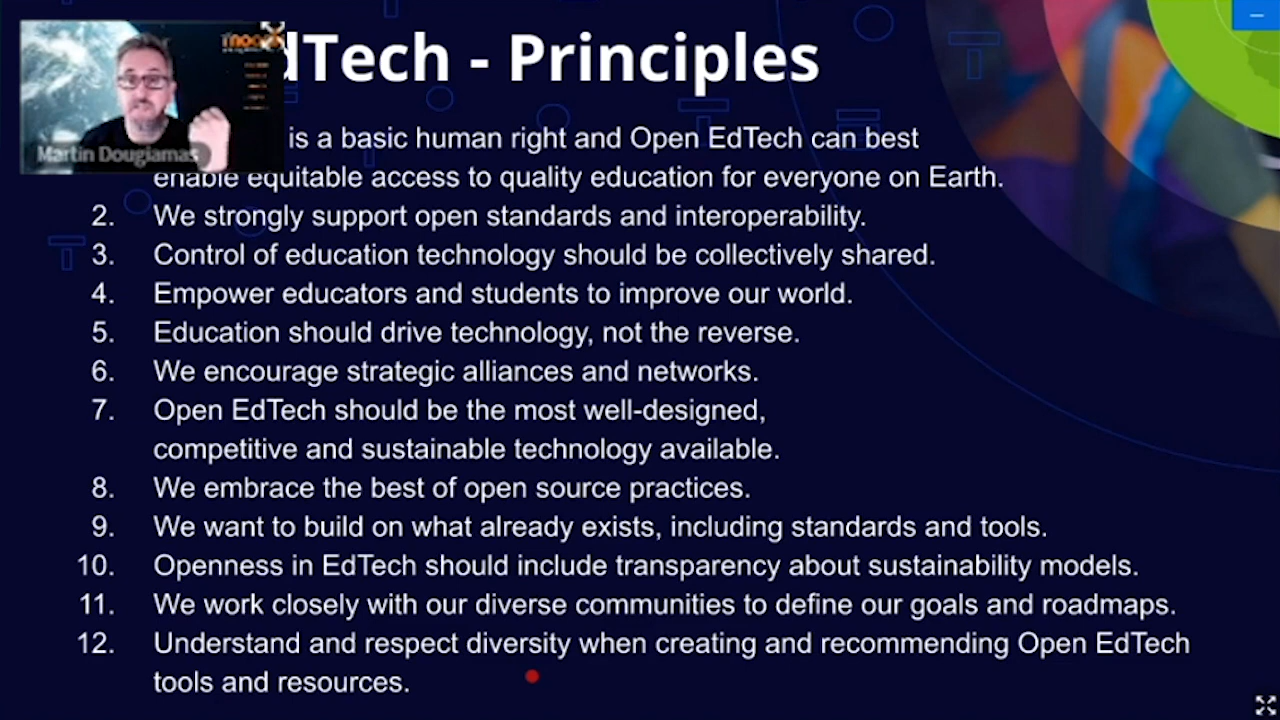 dTech - Principles
Martin Dougiamas
is a basic human right and Open EdTech can best
enable equitable access to quality education for everyone on Earth.
2. We strongly support open standards and interoperability.
3. Control of education technology should be collectively shared.
4. Empower educators and students to improve our world.
5. Education should drive technology, not the reverse.
6. We encourage strategic alliances and networks.
7. Open EdTech should be the most well-designed,
competitive and sustainable technology available.
8. We embrace the best of open source practices.
9. We want to build on what already exists, including standards and tools.
10. Openness in EdTech should include transparency about sustainability models.
11. We work closely with our diverse communities to define our goals and roadmaps.
12. Understand and respect diversity when creating and recommending Open EdTech
tools and resources.